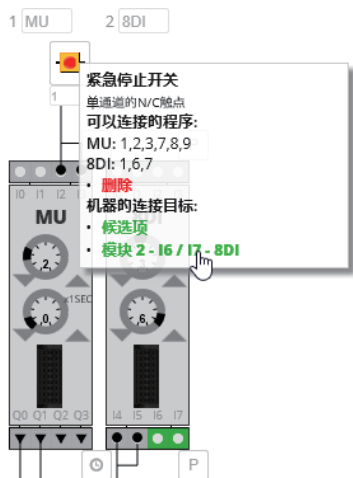 1 MU 2 8DI
紧急停止开关
单通道的N/C触点
1
可以连接的程序:
MU: 1,2,3,7,8,9
8DI: 1,6,7
• 删除
机器的连接目标:
• 候选项
• 模块 2 - I6 / I7 - 8DI
I0 I1 I2
MU
2
3
x1SEC
0
6
Q0 Q1 Q2 Q3 I4 I5 I6 I7
P